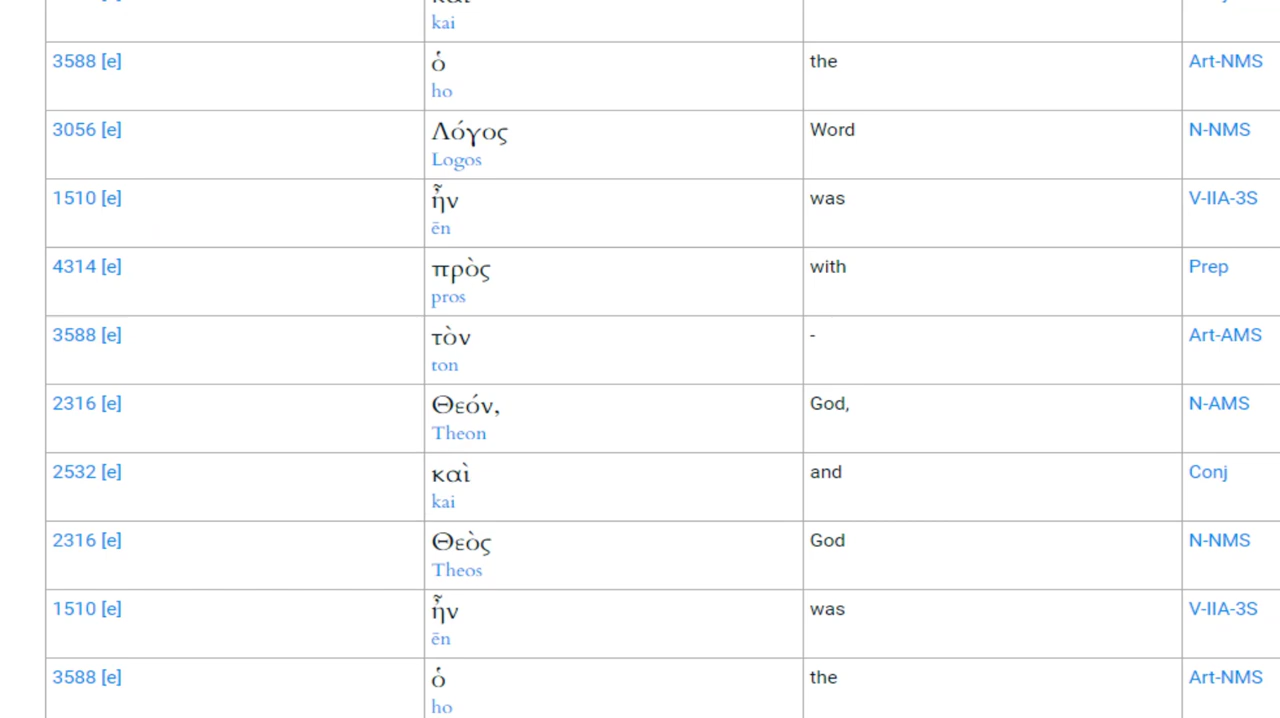 kai
3588 [e] ὁ the Art-NMS
ho
3056 [e] Λόγος Word N-NMS
Logos
1510 [e] ἦν was V-IIA-3S
ēn
4314 [e] πρὸς with Prep
pros
3588 [e] τὸν - Art-AMS
ton
2316 [e] Θεόν, God, N-AMS
Theon
2532 [e] καὶ and Conj
kai
2316 [e] Θεὸς God N-NMS
Theos
1510 [e] ἦν was V-IIA-3S
ēn
3588 [e] ὁ the Art-NMS
ho